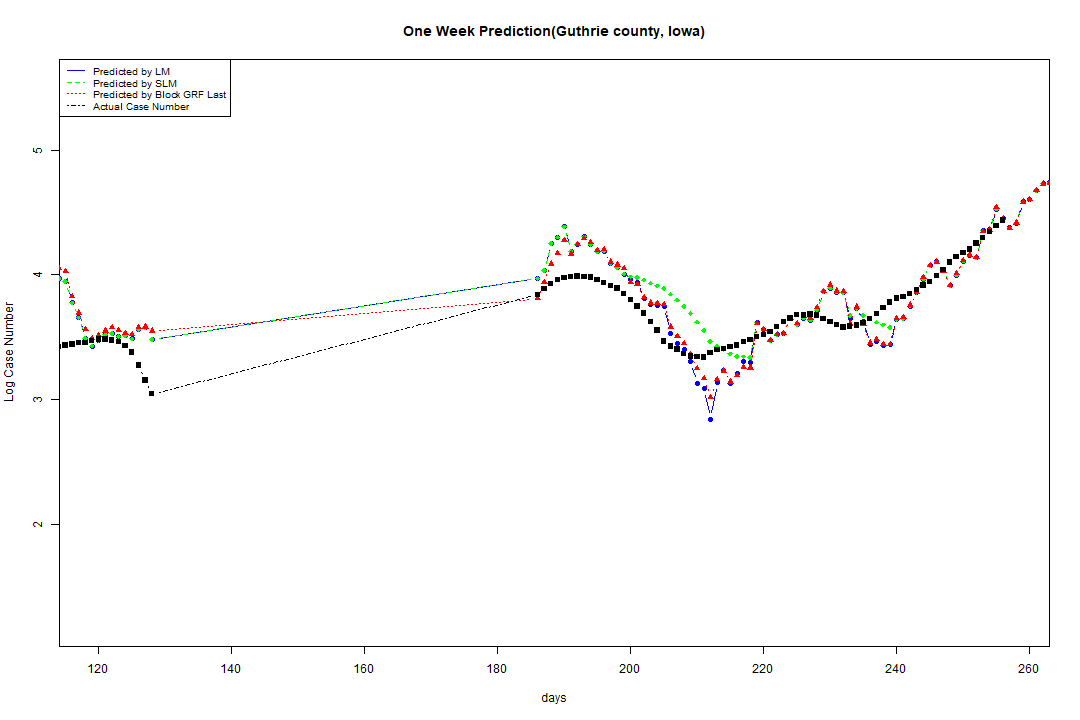 One Week Prediction(Guthrie county, Iowa)
Predicted by LM
Predicted by SLM
Predicted by Block GRF Last
Actual Case Number
Log Case Number
5
4
3
2
120 140 160 180 200 220 240 260
days